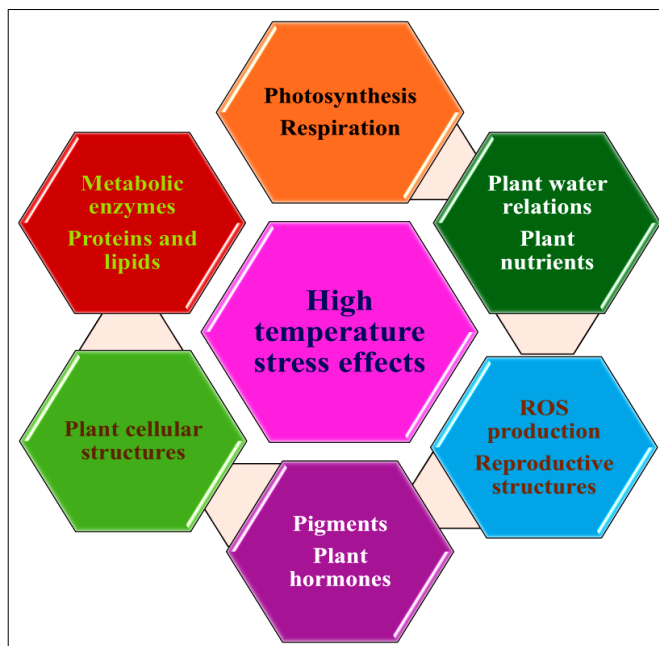 Photosynthesis
Respiration
Metabolic
enzymes
Proteins and
lipids
Plant water
relations
Plant
nutrients
High
temperature
stress effects
Plant cellular
structures
ROS
production
Reproductive
structures
Pigments
Plant
hormones